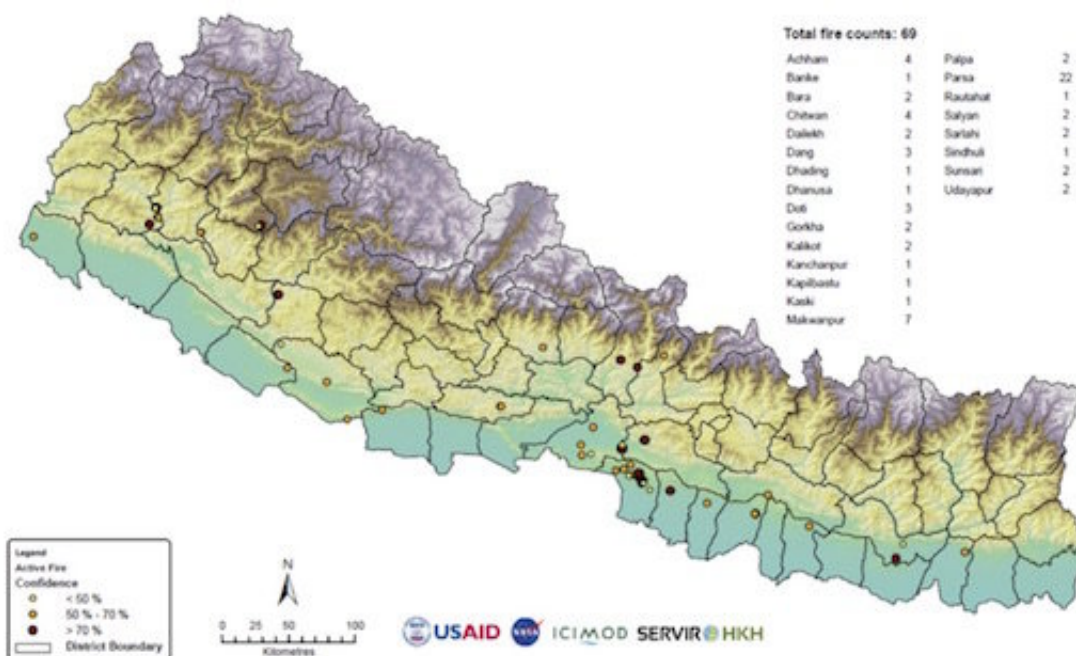 Total fire counts: 69
Achham 4
Banke 1
Bara 2
Chitwan 4
Dailekh 2
Dang 3
Dhading 1
Dhanusa 1
Doti 3
Gorkha 2
Kalikot 2
Kanchanpur 1
Kapilbastu 1
Kaski 1
Makwanpur 7
Palpa 2
Parsa 22
Rautahat 1
Salyan 2
Sarlahi 2
Sindhuli 1
Sunsari 2
Udayapur 2
Legend
Active Fire
Confidence
< 50 %
50 % - 70 %
> 70 %
District Boundary
N
0 25 50 100
Kilometres
USAID NASA ICIMOD SERVIR HKH